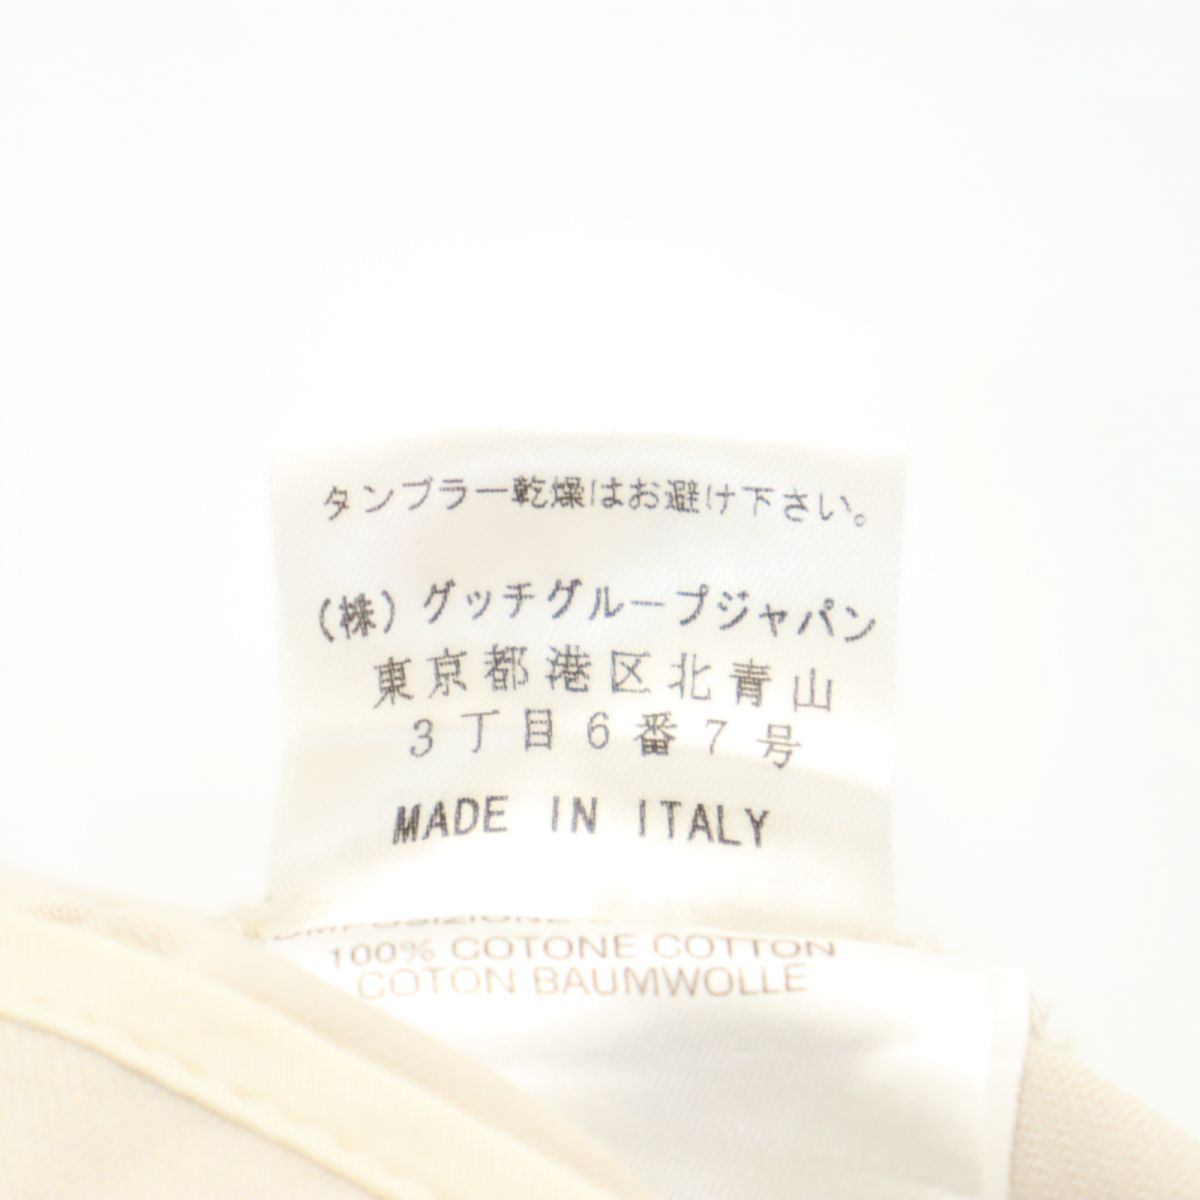 タンブラー乾燥はお避け下さい。
(株)グッチグループジャパン
東京都港区北青山
3丁目6番7号
MADE IN ITALY
100% COTONE COTTON
COTON BAUMWOLLE